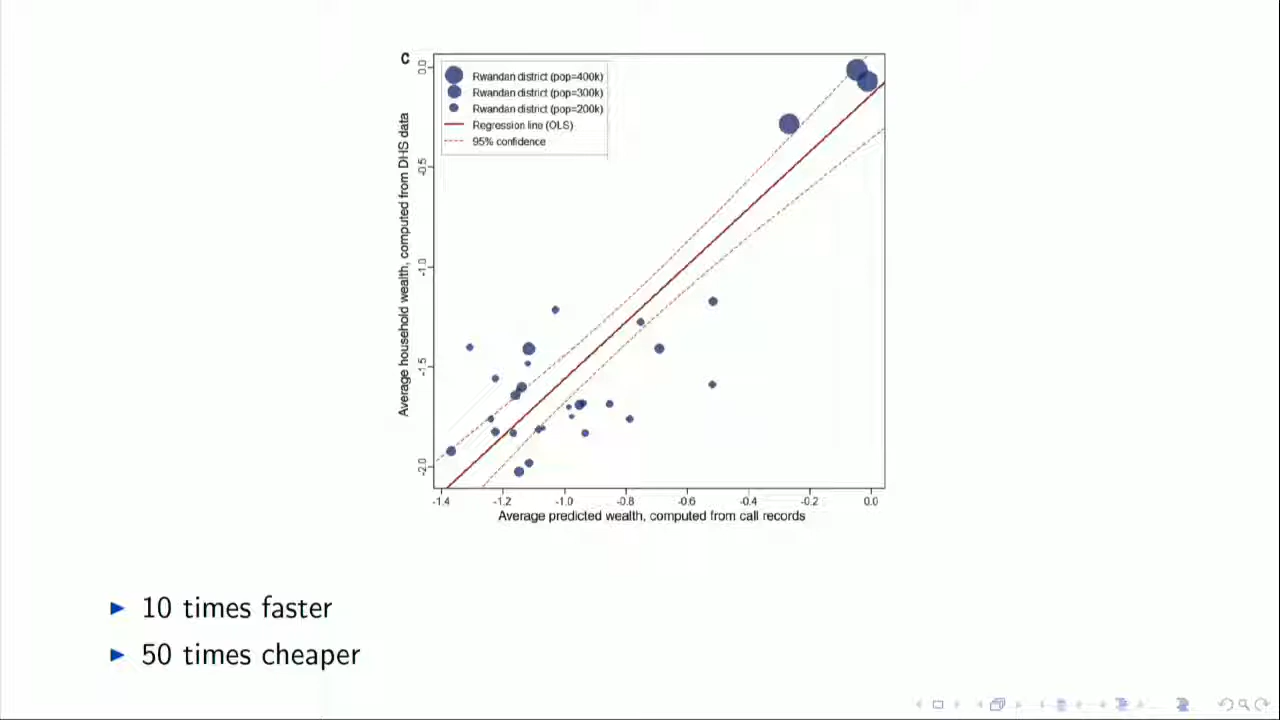 C
Rwandan district (pop=400k)
Rwandan district (pop=300k)
Rwandan district (pop=200k)
Regression line (OLS)
95% confidence
Average household wealth, computed from DHS data
0.0
-0.5
-1.0
-1.5
-2.0
-1.4 -1.2 -1.0 -0.8 -0.6 -0.4 -0.2 0.0
Average predicted wealth, computed from call records
10 times faster
50 times cheaper